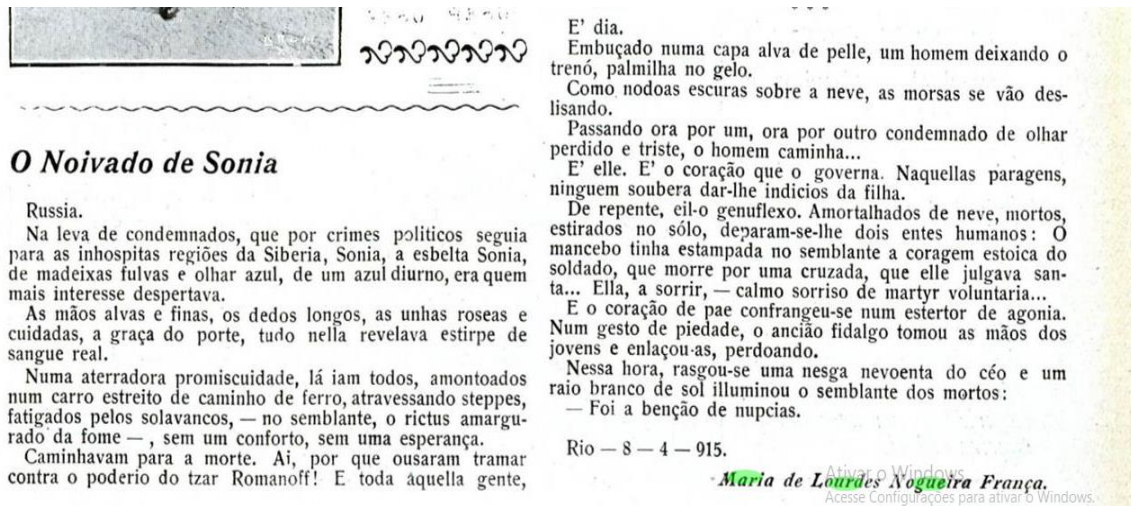 O Noivado de Sonia
Russia.
Na leva de condemnados, que por crimes politicos seguia
para as inhospitas regiões da Siberia, Sonia, a esbelta Sonia,
de madeixas fulvas e olhar azul, de um azul diurno, era quem
mais interesse despertava.
As mãos alvas e finas, os dedos longos, as unhas roseas e
cuidadas, a graça do porte, tudo nella revelava estirpe de
sangue real.
Numa aterradora promiscuidade, lá iam todos, amontoados
num carro estreito de caminho de ferro, atravessando steppes,
fatigados pelos solavancos, — no semblante, o rictus amargu-
rado da fome — , sem um conforto, sem uma esperança.
Caminhavam para a morte. Ai, por que ousaram tramar
contra o poderio do tzar Romanoff! E toda áquella gente,
E' dia.
Embuçado numa capa alva de pelle, um homem deixando o
trenó, palmilha no gelo.
Como nodoas escuras sobre a neve, as morsas se vão des-
lisando.
Passando ora por um, ora por outro condemnado de olhar
perdido e triste, o homem caminha...
E' elle. E' o coração que o governa. Naquellas paragens,
ninguem soubera dar-lhe indicios da filha.
De repente, eil-o genuflexo. Amortalhados de neve, mortos,
estirados no sólo, deparam-se-lhe dois entes humanos: O
mancebo tinha estampada no semblante a coragem estoica do
soldado, que morre por uma cruzada, que elle julgava san-
ta... Ella, a sorrir, — calmo sorriso de martyr voluntaria...
E o coração de pae confrangeu-se num estertor de agonia.
Num gesto de piedade, o ancião fidalgo tomou as mãos dos
jovens e enlaçou-as, perdoando.
Nessa hora, rasgou-se uma nesga nevoenta do céo e um
raio branco de sol illuminou o semblante dos mortos:
— Foi a benção de nupcias.
Rio — 8 — 4 — 915.
Maria de Lourdes Nogueira França.
Ativar o Windows
Acesse Configurações para ativar o Windows.